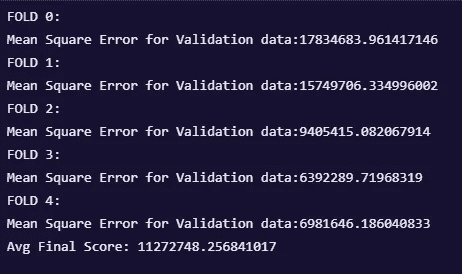 FOLD 0:
Mean Square Error for Validation data:17834683.961417146
FOLD 1:
Mean Square Error for Validation data:15749706.334996002
FOLD 2:
Mean Square Error for Validation data:9405415.082067914
FOLD 3:
Mean Square Error for Validation data:6392289.71968319
FOLD 4:
Mean Square Error for Validation data:6981646.186040833
Avg Final Score: 11272748.256841017